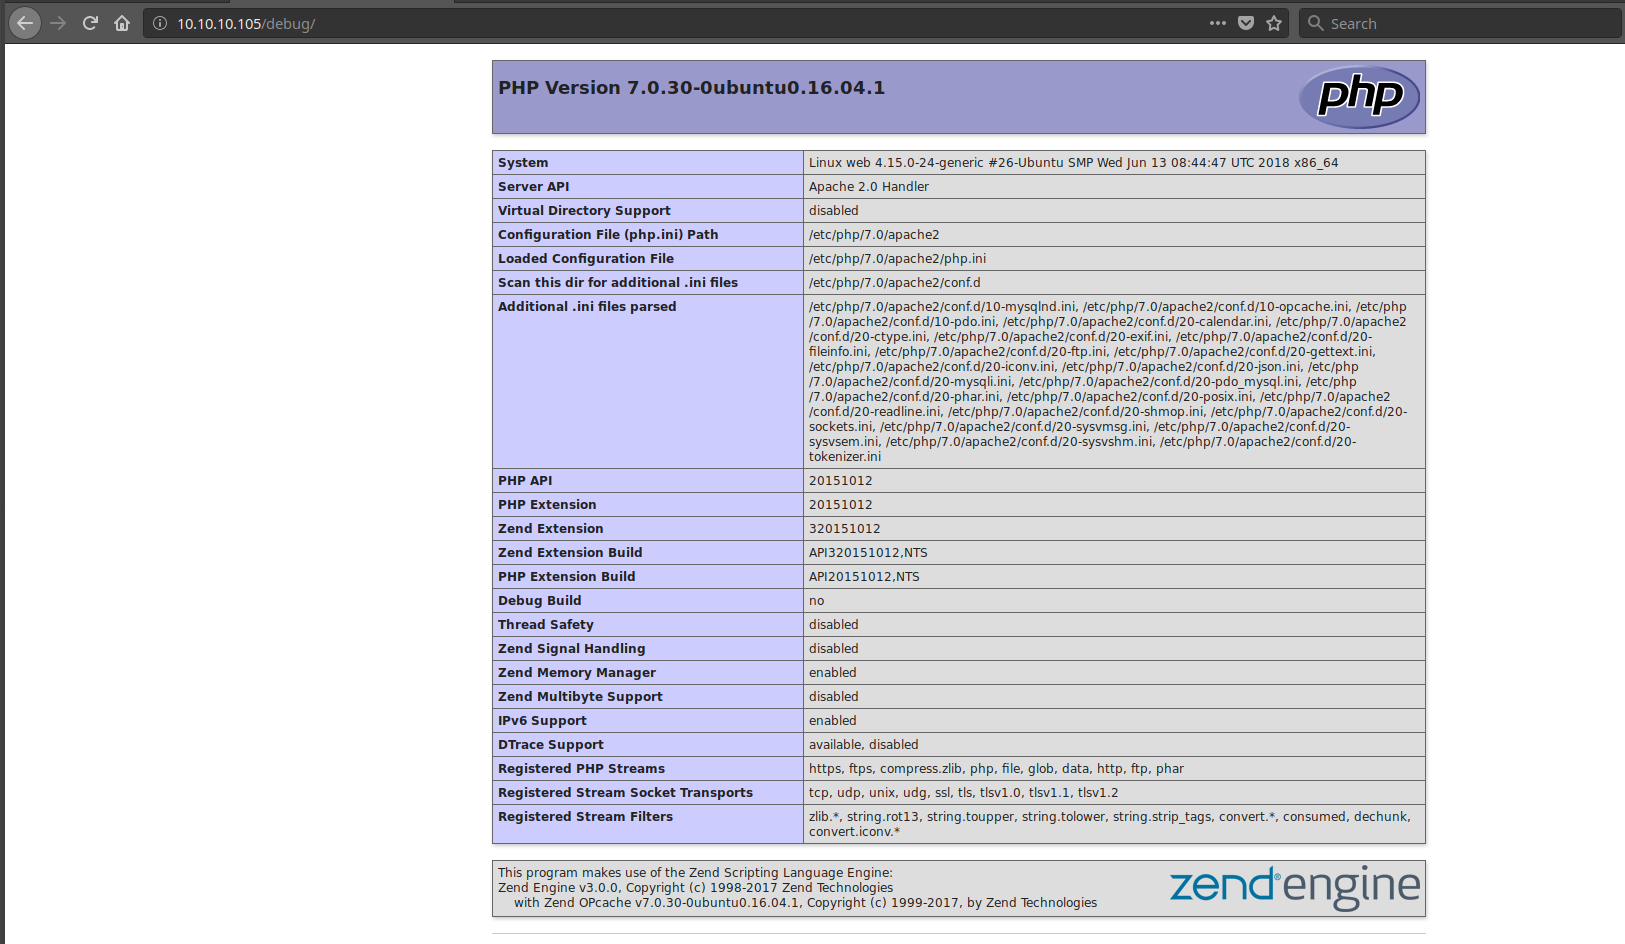 10.10.10.105/debug/
Search
PHP Version 7.0.30-0ubuntu0.16.04.1
php
System Linux web 4.15.0-24-generic #26-Ubuntu SMP Wed Jun 13 08:44:47 UTC 2018 x86_64
Server API Apache 2.0 Handler
Virtual Directory Support disabled
Configuration File (php.ini) Path /etc/php/7.0/apache2
Loaded Configuration File /etc/php/7.0/apache2/php.ini
Scan this dir for additional .ini files /etc/php/7.0/apache2/conf.d
Additional .ini files parsed /etc/php/7.0/apache2/conf.d/10-mysqlnd.ini, /etc/php/7.0/apache2/conf.d/10-opcache.ini, /etc/php
/7.0/apache2/conf.d/10-pdo.ini, /etc/php/7.0/apache2/conf.d/20-calendar.ini, /etc/php/7.0/apache2
/conf.d/20-ctype.ini, /etc/php/7.0/apache2/conf.d/20-exif.ini, /etc/php/7.0/apache2/conf.d/20-
fileinfo.ini, /etc/php/7.0/apache2/conf.d/20-ftp.ini, /etc/php/7.0/apache2/conf.d/20-gettext.ini,
/etc/php/7.0/apache2/conf.d/20-iconv.ini, /etc/php/7.0/apache2/conf.d/20-json.ini, /etc/php
/7.0/apache2/conf.d/20-mysqli.ini, /etc/php/7.0/apache2/conf.d/20-pdo_mysql.ini, /etc/php
/7.0/apache2/conf.d/20-phar.ini, /etc/php/7.0/apache2/conf.d/20-posix.ini, /etc/php/7.0/apache2
/conf.d/20-readline.ini, /etc/php/7.0/apache2/conf.d/20-shmop.ini, /etc/php/7.0/apache2/conf.d/20-
sockets.ini, /etc/php/7.0/apache2/conf.d/20-sysvmsg.ini, /etc/php/7.0/apache2/conf.d/20-
sysvsem.ini, /etc/php/7.0/apache2/conf.d/20-sysvshm.ini, /etc/php/7.0/apache2/conf.d/20-
tokenizer.ini
PHP API 20151012
PHP Extension 20151012
Zend Extension 320151012
Zend Extension Build API320151012,NTS
PHP Extension Build API20151012,NTS
Debug Build no
Thread Safety disabled
Zend Signal Handling disabled
Zend Memory Manager enabled
Zend Multibyte Support disabled
IPv6 Support enabled
DTrace Support available, disabled
Registered PHP Streams https, ftps, compress.zlib, php, file, glob, data, http, ftp, phar
Registered Stream Socket Transports tcp, udp, unix, udg, ssl, tls, tlsv1.0, tlsv1.1, tlsv1.2
Registered Stream Filters zlib.*, string.rot13, string.toupper, string.tolower, string.strip_tags, convert.*, consumed, dechunk,
convert.iconv.*
This program makes use of the Zend Scripting Language Engine:
Zend Engine v3.0.0, Copyright (c) 1998-2017 Zend Technologies
with Zend OPcache v7.0.30-0ubuntu0.16.04.1, Copyright (c) 1999-2017, by Zend Technologies
zend® engine